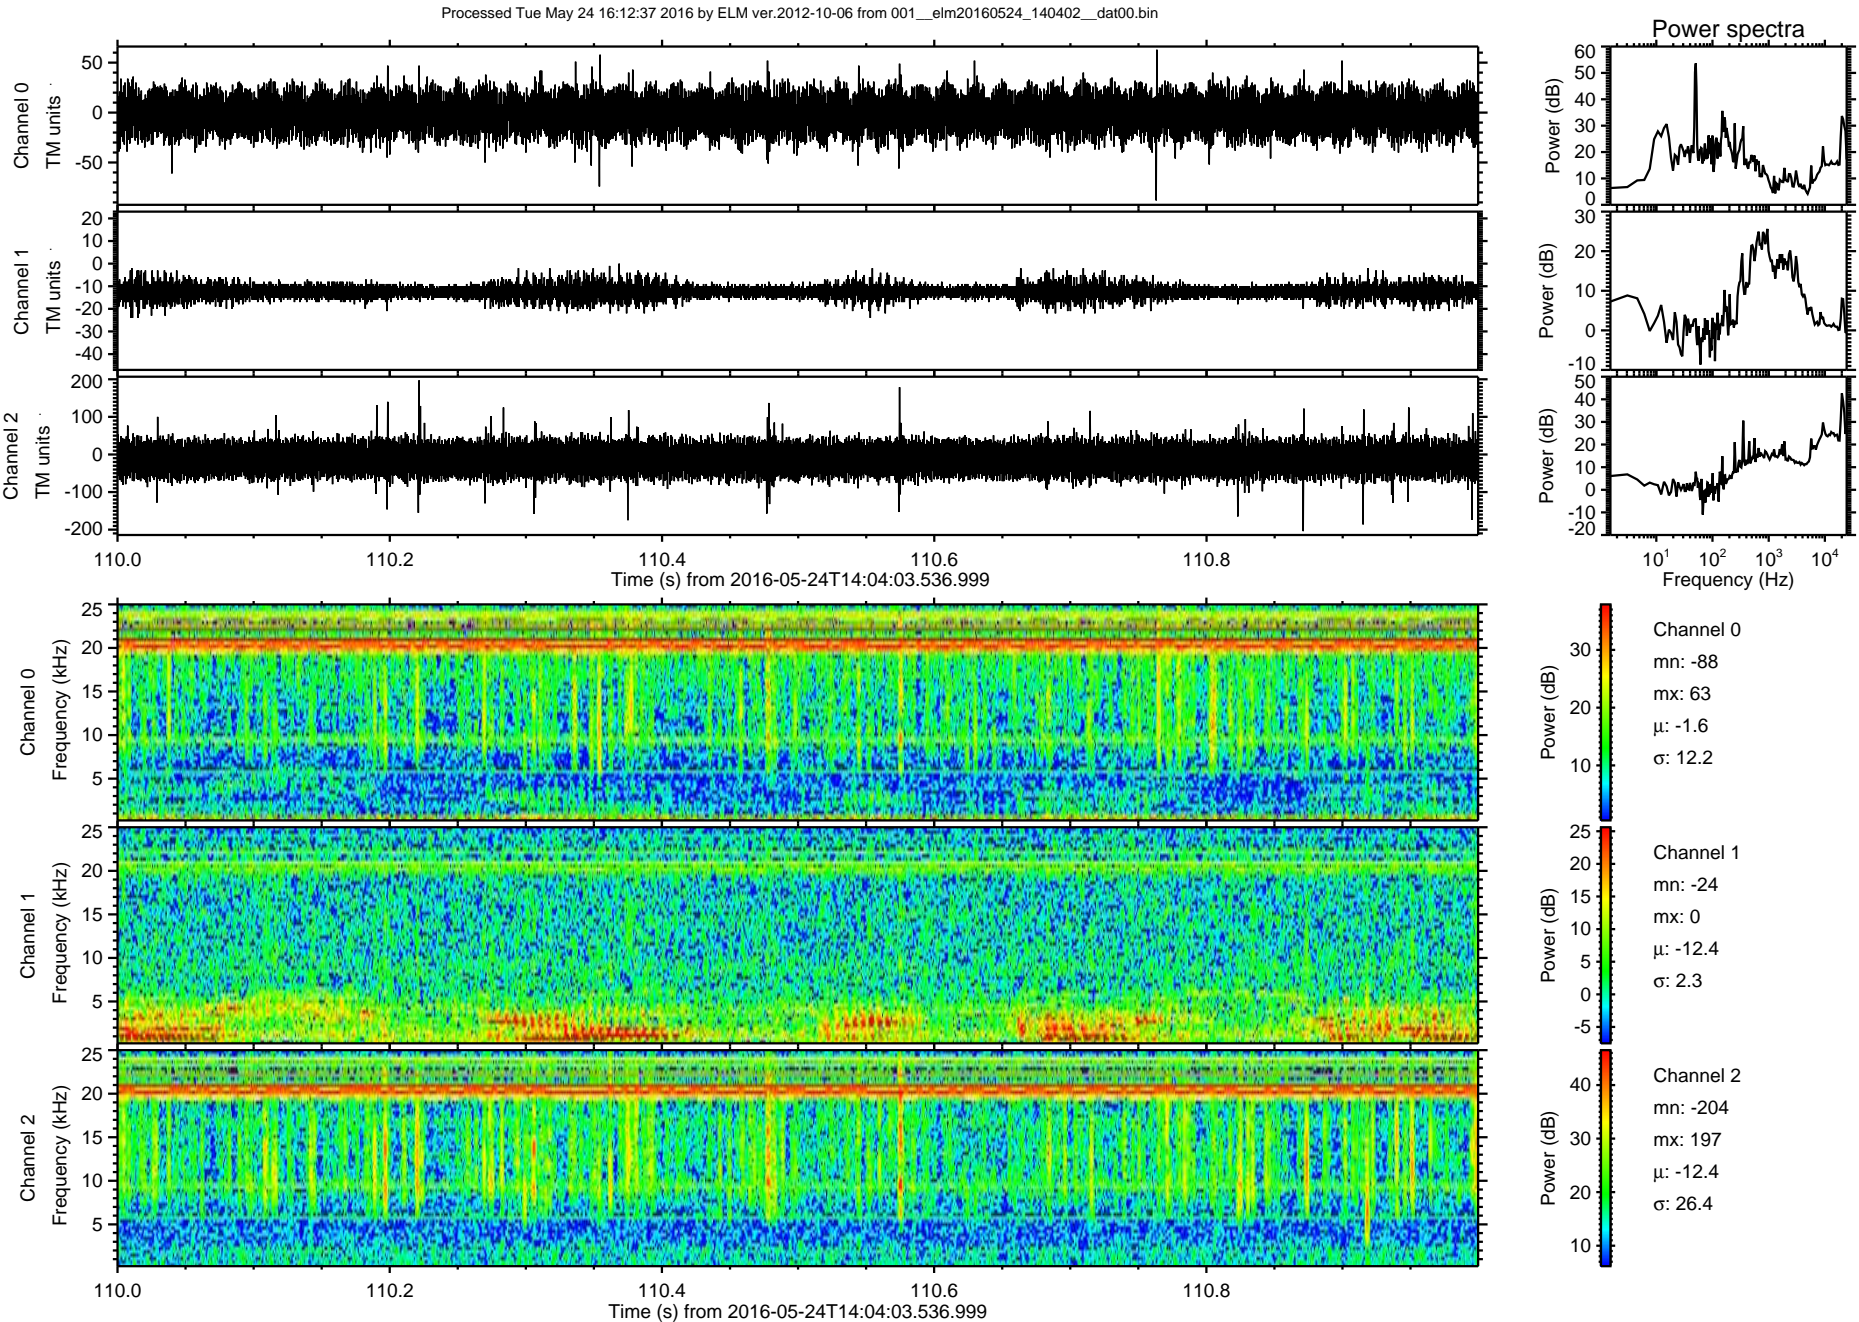 Processed Tue May 24 16:12:37 2016 by ELM ver.2012-10-06 from 001__elm20160524_140402__dat00.bin
Power spectra
Channel 0
TM units
50
0
-50
Power (dB)
60
50
40
30
20
10
0
Channel 1
TM units
20
10
0
-10
-20
-30
-40
Power (dB)
30
20
10
0
-10
Channel 2
TM units
200
100
0
-100
-200
Power (dB)
50
40
30
20
10
0
-10
-20
110.0 110.2 110.4 110.6 110.8
Time (s) from 2016-05-24T14:04:03.536.999
10^1 10^2 10^3 10^4
Frequency (Hz)
Channel 0
Frequency (kHz)
25
20
15
10
5
Power (dB)
30
20
10
Channel 0
mn: -88
mx: 63
µ: -1.6
σ: 12.2
Channel 1
Frequency (kHz)
25
20
15
10
5
Power (dB)
25
20
15
10
5
0
-5
Channel 1
mn: -24
mx: 0
µ: -12.4
σ: 2.3
Channel 2
Frequency (kHz)
25
20
15
10
5
Power (dB)
40
30
20
10
Channel 2
mn: -204
mx: 197
µ: -12.4
σ: 26.4
110.0 110.2 110.4 110.6 110.8
Time (s) from 2016-05-24T14:04:03.536.999